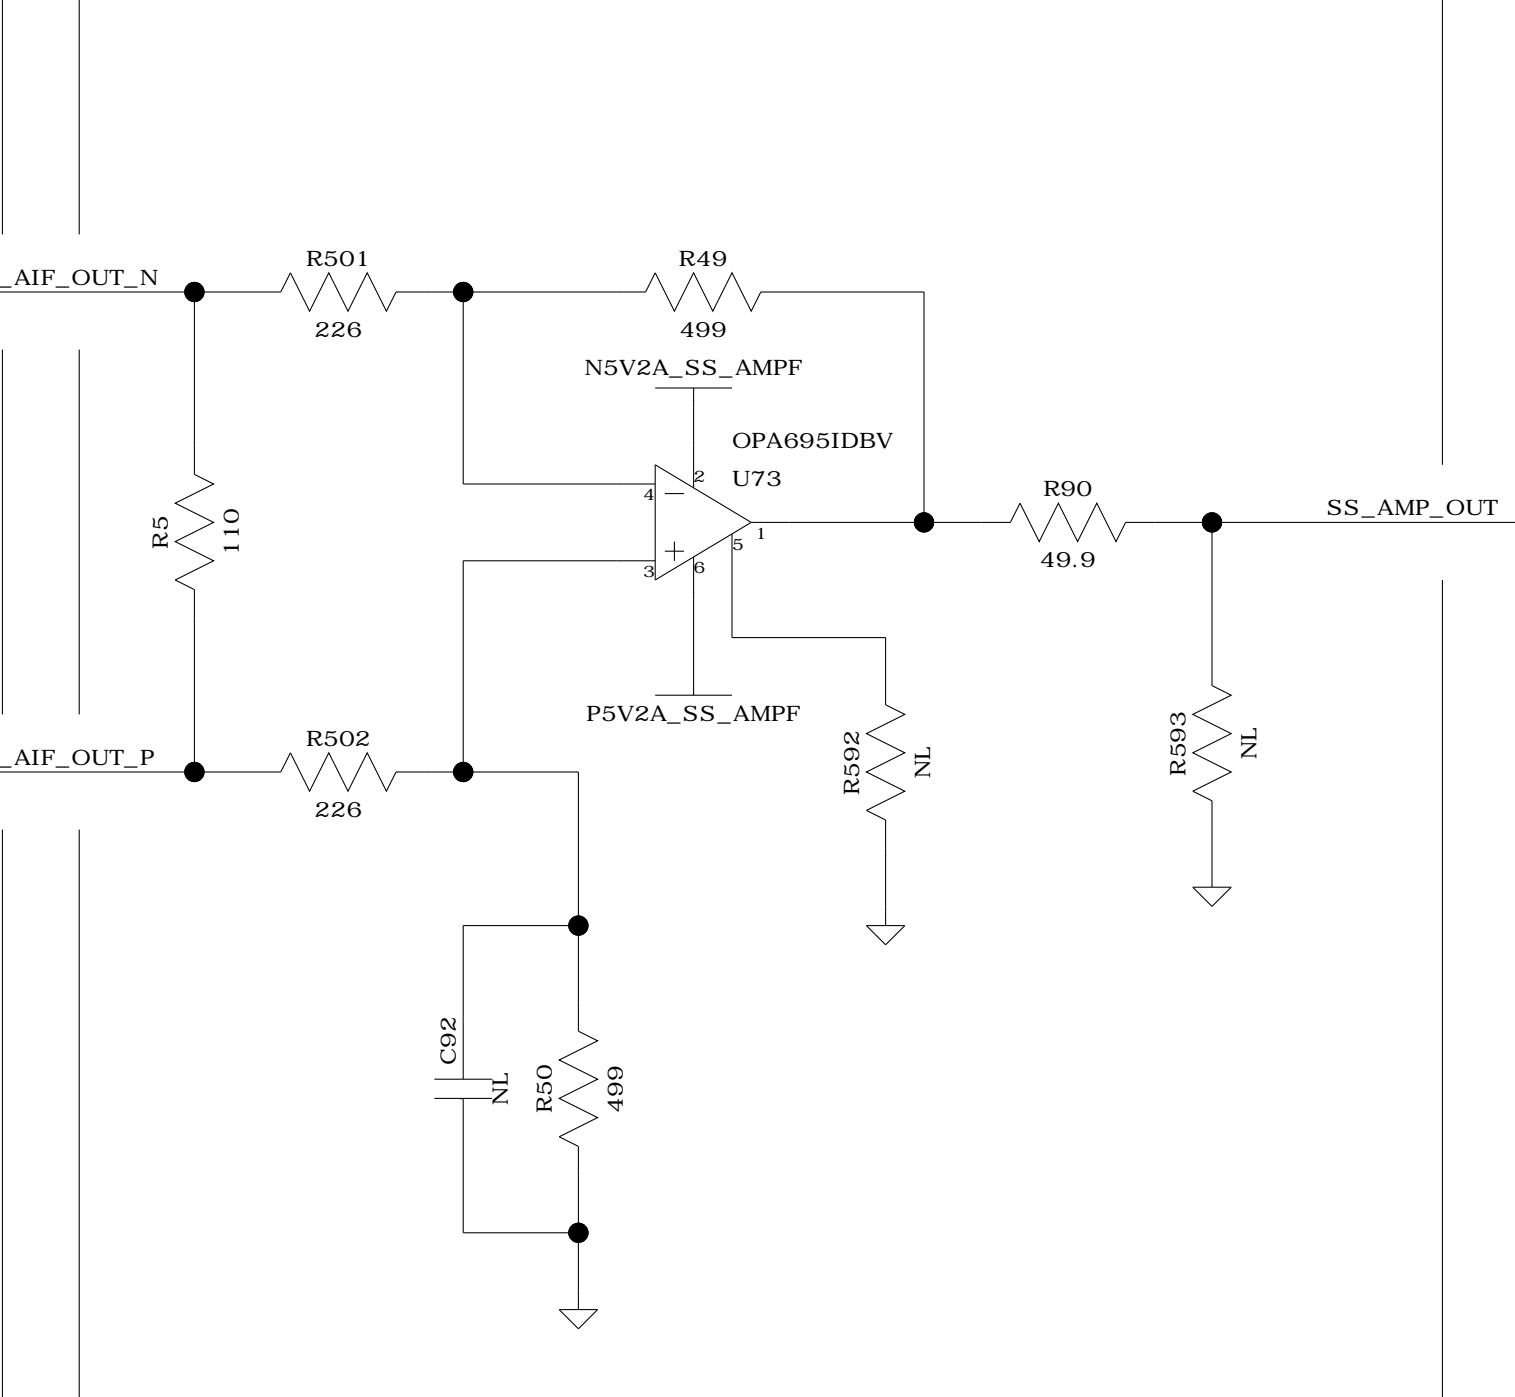 R501
R49
_AIF_OUT_N
226
499
N5V2A_SS_AMPF
OPA695IDBV
2
U73
4
R90
SS_AMP_OUT
R5
110
1
5
49.9
3
6
P5V2A_SS_AMPF
R502
_AIF_OUT_P
226
R592
NL
R593
NL
C92
NL
R50
499